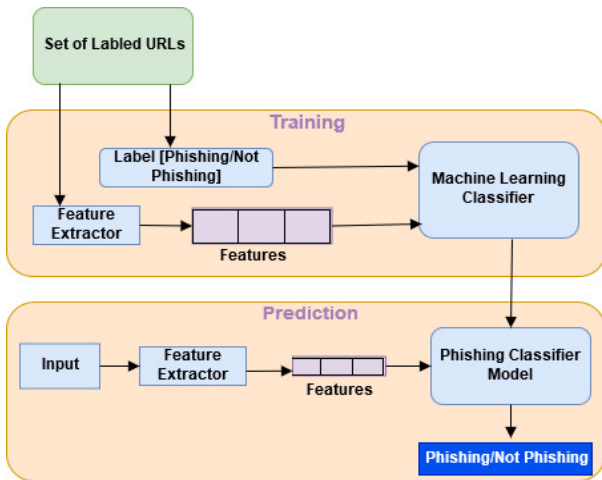 Set of Labled URLs
Training
Label [Phishing/Not
Phishing]
Machine Learning
Classifier
Feature
Extractor
Features
Prediction
Input
Feature
Extractor
Features
Phishing Classifier
Model
Phishing/Not Phishing